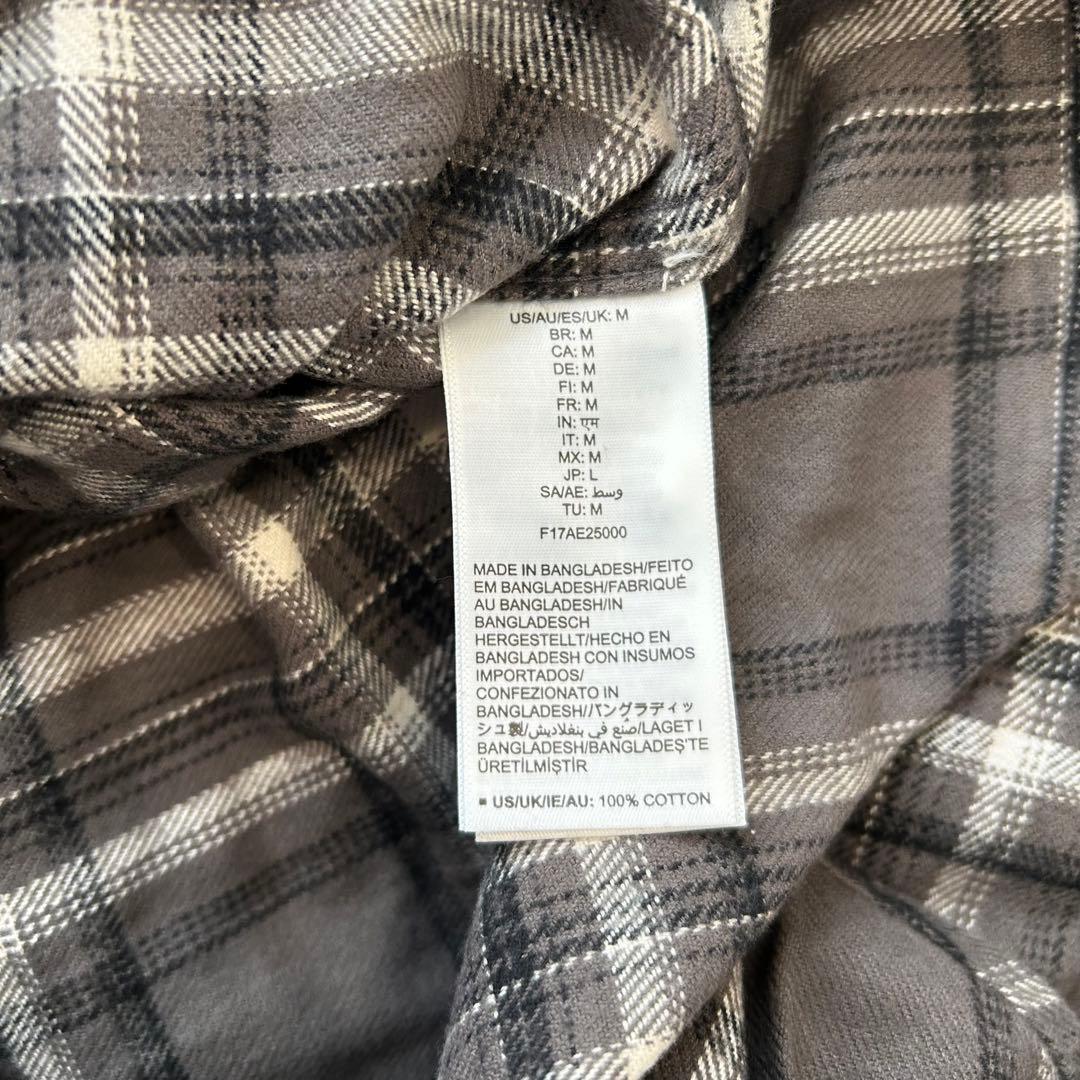 US/AU/ES/UK: M
BR: M
CA: M
DE: M
FI: M
FR: M
IN: एम
IT: M
MX: M
JP: L
SA/AE: وسط
TU: M
F17AE25000
MADE IN BANGLADESH/FEITO
EM BANGLADESH/FABRIQUÉ
AU BANGLADESH/IN
BANGLADESCH
HERGESTELLT/HECHO EN
BANGLADESH CON INSUMOS
IMPORTADOS/
CONFEZIONATO IN
BANGLADESH//バングラディッ
シュ製/صُنع في بنغلاديش/LAGET I
BANGLADESH/BANGLADEŞ'TE
ÜRETİLMİŞTİR
▪ US/UK/IE/AU: 100% COTTON